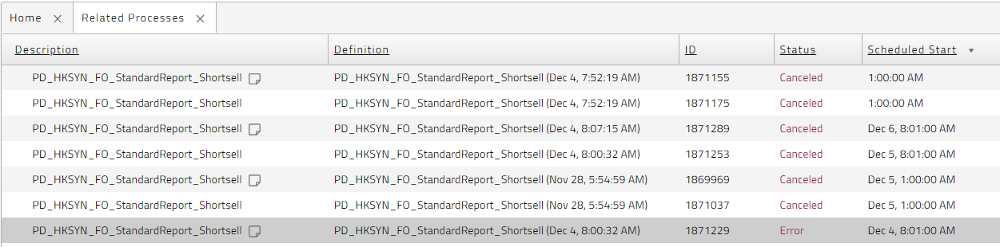 Home Related Processes
Description Definition ID Status Scheduled Start
PD_HKSYN_FO_StandardReport_Shortsell PD_HKSYN_FO_StandardReport_Shortsell (Dec 4, 7:52:19 AM) 1871155 Canceled 1:00:00 AM
PD_HKSYN_FO_StandardReport_Shortsell PD_HKSYN_FO_StandardReport_Shortsell (Dec 4, 7:52:19 AM) 1871175 Canceled 1:00:00 AM
PD_HKSYN_FO_StandardReport_Shortsell PD_HKSYN_FO_StandardReport_Shortsell (Dec 4, 8:07:15 AM) 1871289 Canceled Dec 6, 8:01:00 AM
PD_HKSYN_FO_StandardReport_Shortsell PD_HKSYN_FO_StandardReport_Shortsell (Dec 4, 8:00:32 AM) 1871253 Canceled Dec 5, 8:01:00 AM
PD_HKSYN_FO_StandardReport_Shortsell PD_HKSYN_FO_StandardReport_Shortsell (Nov 28, 5:54:59 AM) 1869969 Canceled Dec 5, 1:00:00 AM
PD_HKSYN_FO_StandardReport_Shortsell PD_HKSYN_FO_StandardReport_Shortsell (Nov 28, 5:54:59 AM) 1871037 Canceled Dec 5, 1:00:00 AM
PD_HKSYN_FO_StandardReport_Shortsell PD_HKSYN_FO_StandardReport_Shortsell (Dec 4, 8:00:32 AM) 1871229 Error Dec 4, 8:01:00 AM